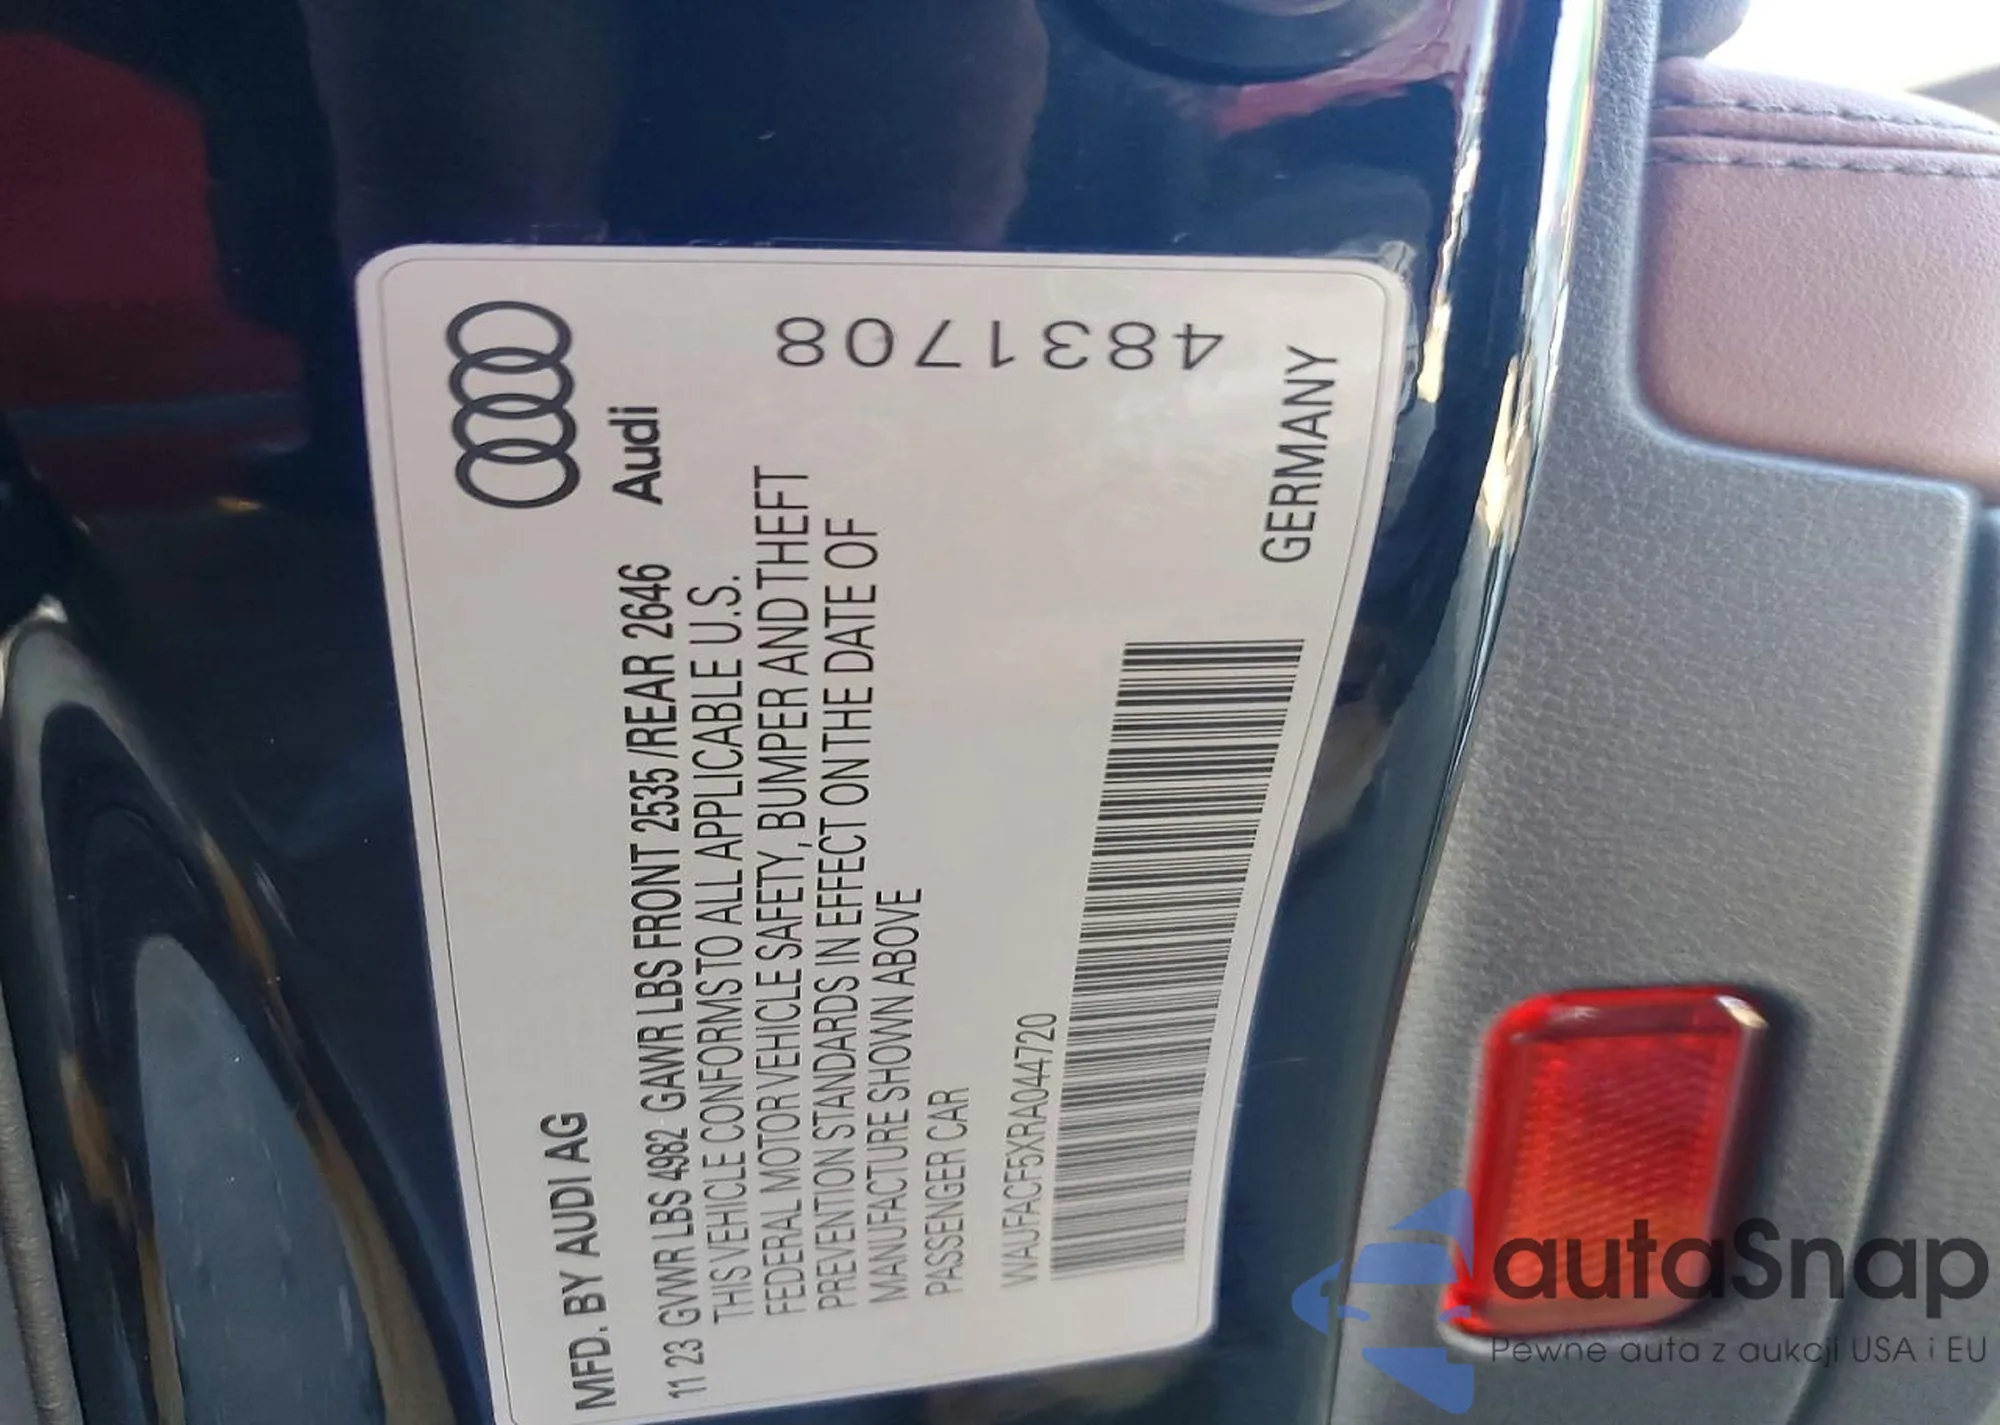 MFD. BY AUDI AG
11 23 GVWR LBS 4982 GAWR LBS FRONT 2535/REAR 2646
Audi
THIS VEHICLE CONFORMS TO ALL APPLICABLE U.S.
FEDERAL MOTOR VEHICLE SAFETY, BUMPER AND THEFT
PREVENTION STANDARDS IN EFFECT ON THE DATE OF
MANUFACTURE SHOWN ABOVE
PASSENGER CAR
4831708
WAUFACF5XRA044720
GERMANY
autaSnap
Pewne auta z aukcji USA i EU